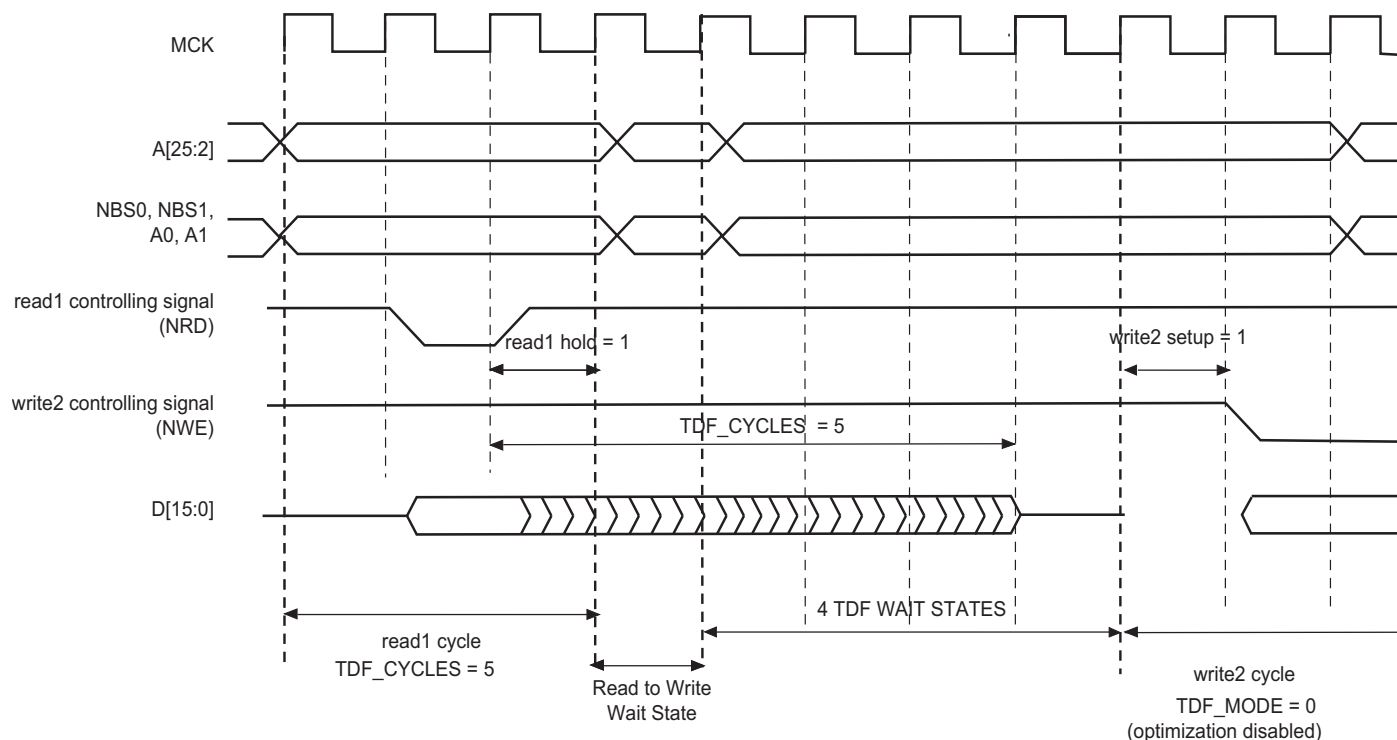 MCK
A[25:2]
NBS0, NBS1,
A0, A1
read1 controlling signal
(NRD)
read1 hold = 1
write2 setup = 1
write2 controlling signal
(NWE)
TDF_CYCLES = 5
D[15:0]
4 TDF WAIT STATES
read1 cycle
TDF_CYCLES = 5
Read to Write
Wait State
write2 cycle
TDF_MODE = 0
(optimization disabled)